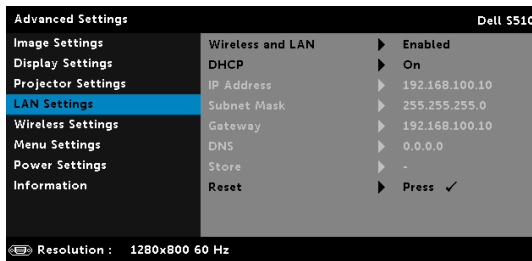 Advanced Settings Dell S510
Image Settings Wireless and LAN Enabled
Display Settings DHCP On
Projector Settings IP Address 192.168.100.10
LAN Settings Subnet Mask 255.255.255.0
Wireless Settings Gateway 192.168.100.10
Menu Settings DNS 0.0.0.0
Power Settings Store -
Information Reset Press ✓
Resolution : 1280x800 60 Hz